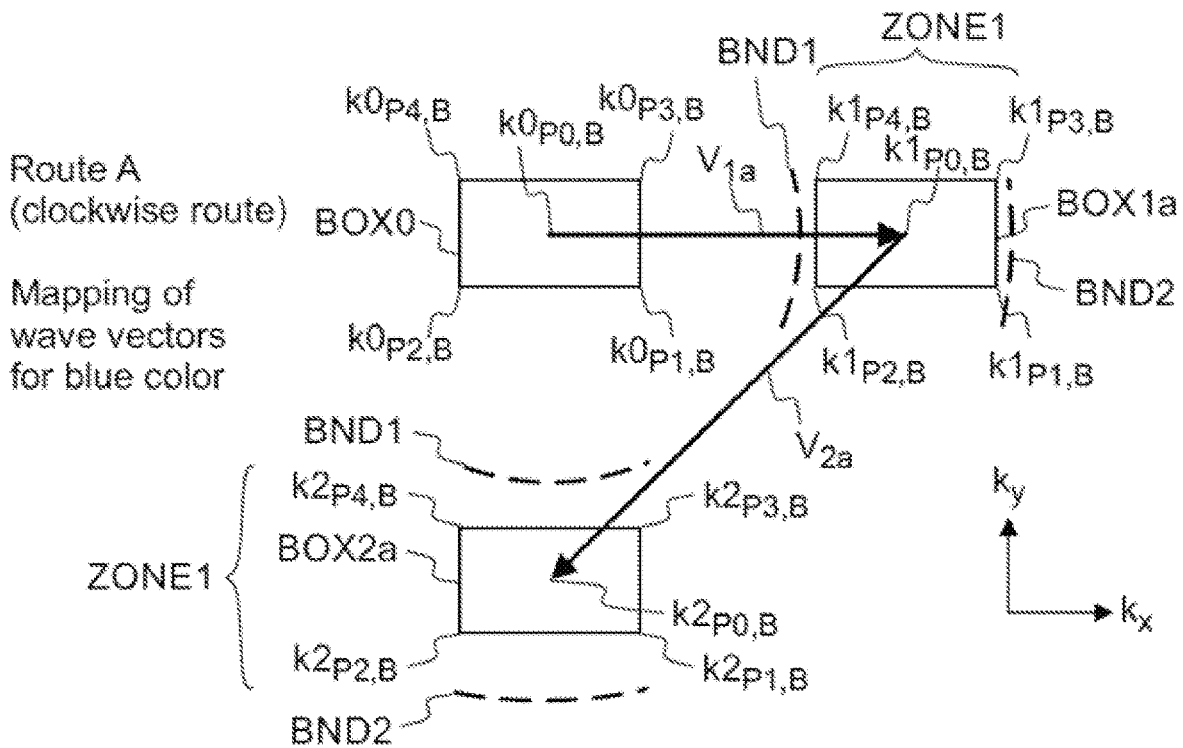 ZONE1
BND1
k0P4,B
k0P3,B
k0P0,B
k1P4,B
k1P3,B
k1P0,B
V1a
Route A
(clockwise route)
BOX0
BOX1a
Mapping of
wave vectors
for blue color
BND2
k0P2,B
k0P1,B
k1P2,B
k1P1,B
V2a
BND1
k2P4,B
k2P3,B
BOX2a
ZONE1
k2P0,B
k2P2,B
k2P1,B
BND2
ky
kx